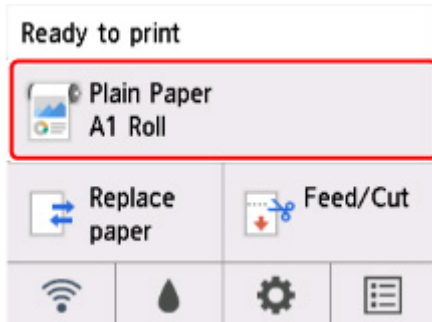 Ready to print
Plain Paper
A1 Roll
Replace
paper
Feed/Cut